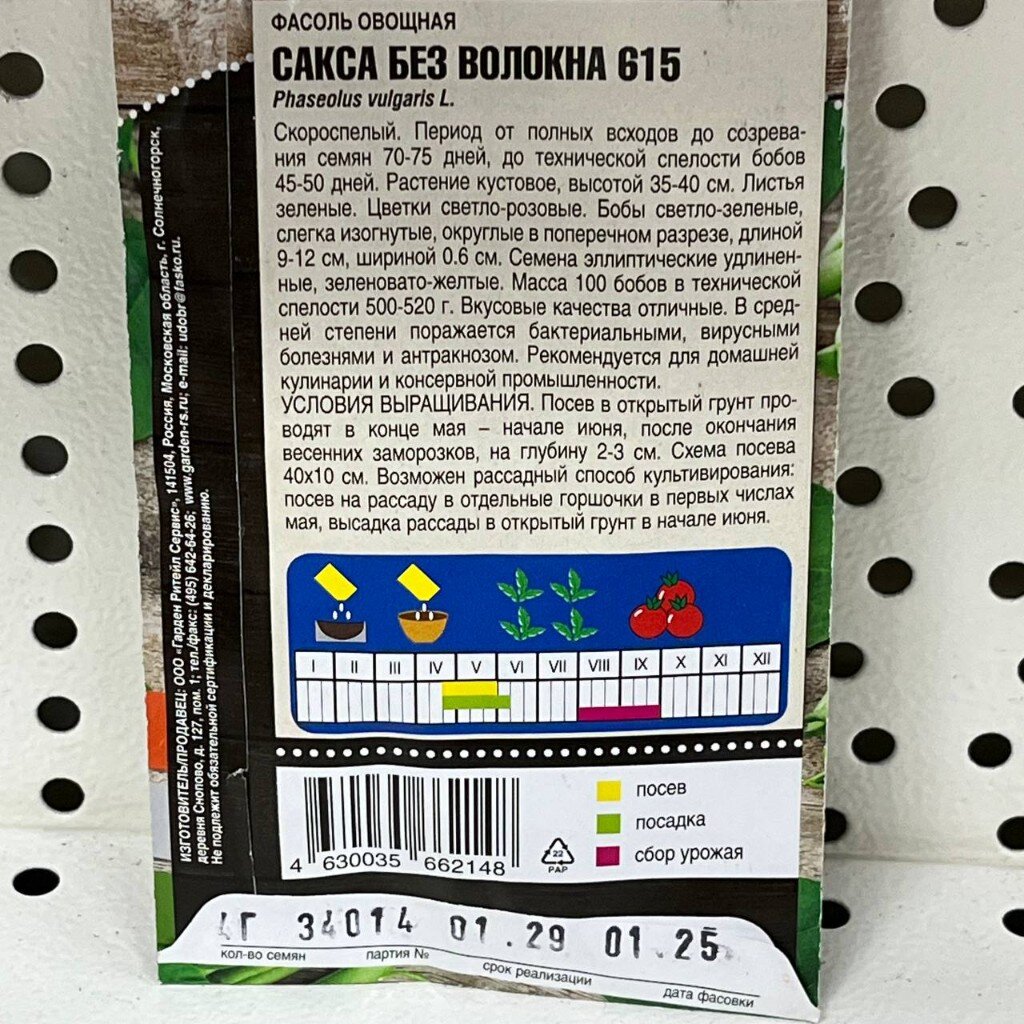 ФАСОЛЬ ОВОЩНАЯ
САКСА БЕЗ ВОЛОКНА 615
Phaseolus vulgaris L.
Скороспелый. Период от полных всходов до созрева-
ния семян 70-75 дней, до технической спелости бобов
45-50 дней. Растение кустовое, высотой 35-40 см. Листья
зеленые. Цветки светло-розовые. Бобы светло-зеленые,
слегка изогнутые, округлые в поперечном разрезе, длиной
9-12 см, шириной 0.6 см. Семена эллиптические удлинен-
ные, зеленовато-желтые. Масса 100 бобов в технической
спелости 500-520 г. Вкусовые качества отличные. В сред-
ней степени поражается бактериальными, вирусными
болезнями и антракнозом. Рекомендуется для домашней
кулинарии и консервной промышленности.
УСЛОВИЯ ВЫРАЩИВАНИЯ. Посев в открытый грунт про-
водят в конце мая – начале июня, после окончания
весенних заморозков, на глубину 2-3 см. Схема посева
40х10 см. Возможен рассадный способ культивирования:
посев на рассаду в отдельные горшочки в первых числах
мая, высадка рассады в открытый грунт в начале июня.
I II III IV V VI VII VIII IX X XI XII
посев
посадка
сбор урожая
4 630035 662148
22
PAP
4Г 34014 01.29 01.25
кол-во семян партия № срок реализации дата фасовки
ИЗГОТОВИТЕЛЬ/ПРОДАВЕЦ: ООО «Гарден Ритейл Сервис», 141504, Россия, Московская область, г. Солнечногорск,
деревня Снопово, д. 127, пом. 1; тел./факс: (495) 642-64-26; www.garden-rs.ru; e-mail: udobr@fasko.ru.
Не подлежит обязательной сертификации и декларированию.